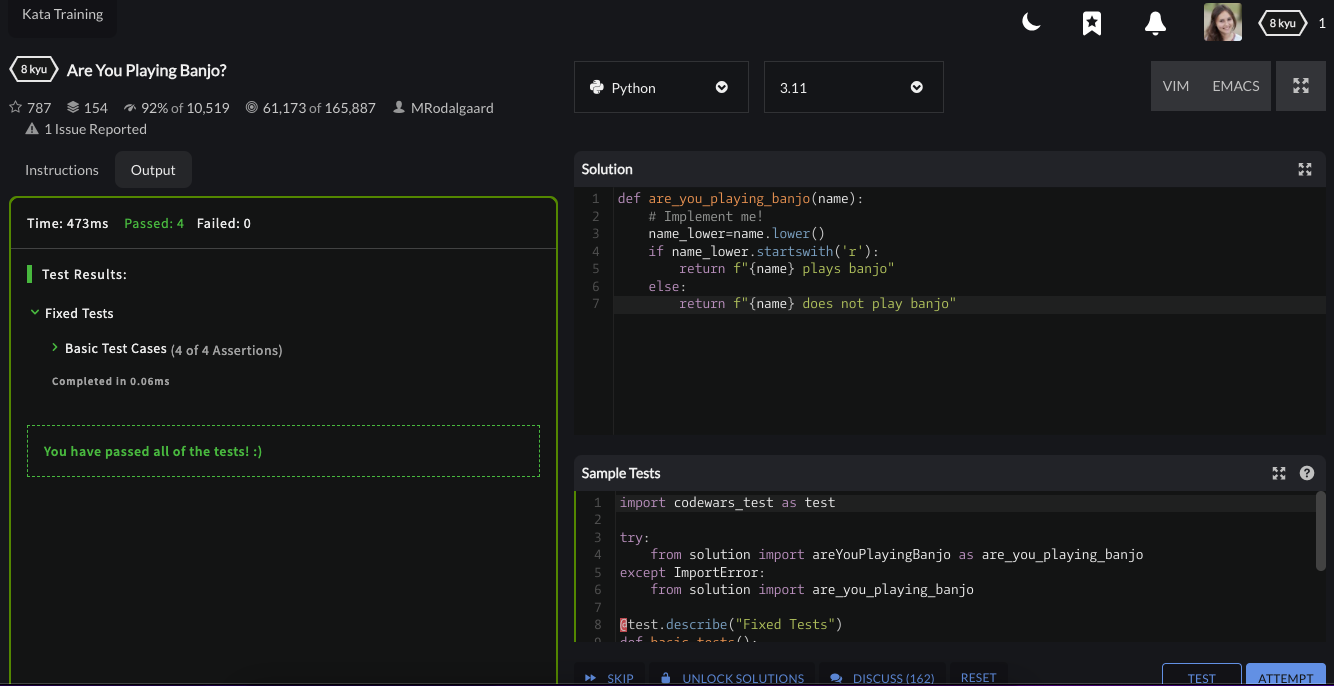 Kata Training
8 kyu 1
8 kyu Are You Playing Banjo?
787 154 92% of 10,519 61,173 of 165,887 MRodalgaard
1 Issue Reported
Instructions Output
Time: 473ms Passed: 4 Failed: 0
Test Results:
Fixed Tests
Basic Test Cases (4 of 4 Assertions)
Completed in 0.06ms
You have passed all of the tests! :)
Python 3.11 VIM EMACS
Solution
1 def are_you_playing_banjo(name):
2 # Implement me!
3 name_lower=name.lower()
4 if name_lower.startswith('r'):
5 return f"{name} plays banjo"
6 else:
7 return f"{name} does not play banjo"
Sample Tests
1 import codewars_test as test
2
3 try:
4 from solution import areYouPlayingBanjo as are_you_playing_banjo
5 except ImportError:
6 from solution import are_you_playing_banjo
7
8 @test.describe("Fixed Tests")
9 def basic_tests():
SKIP UNLOCK SOLUTIONS DISCUSS (162) RESET TEST ATTEMPT